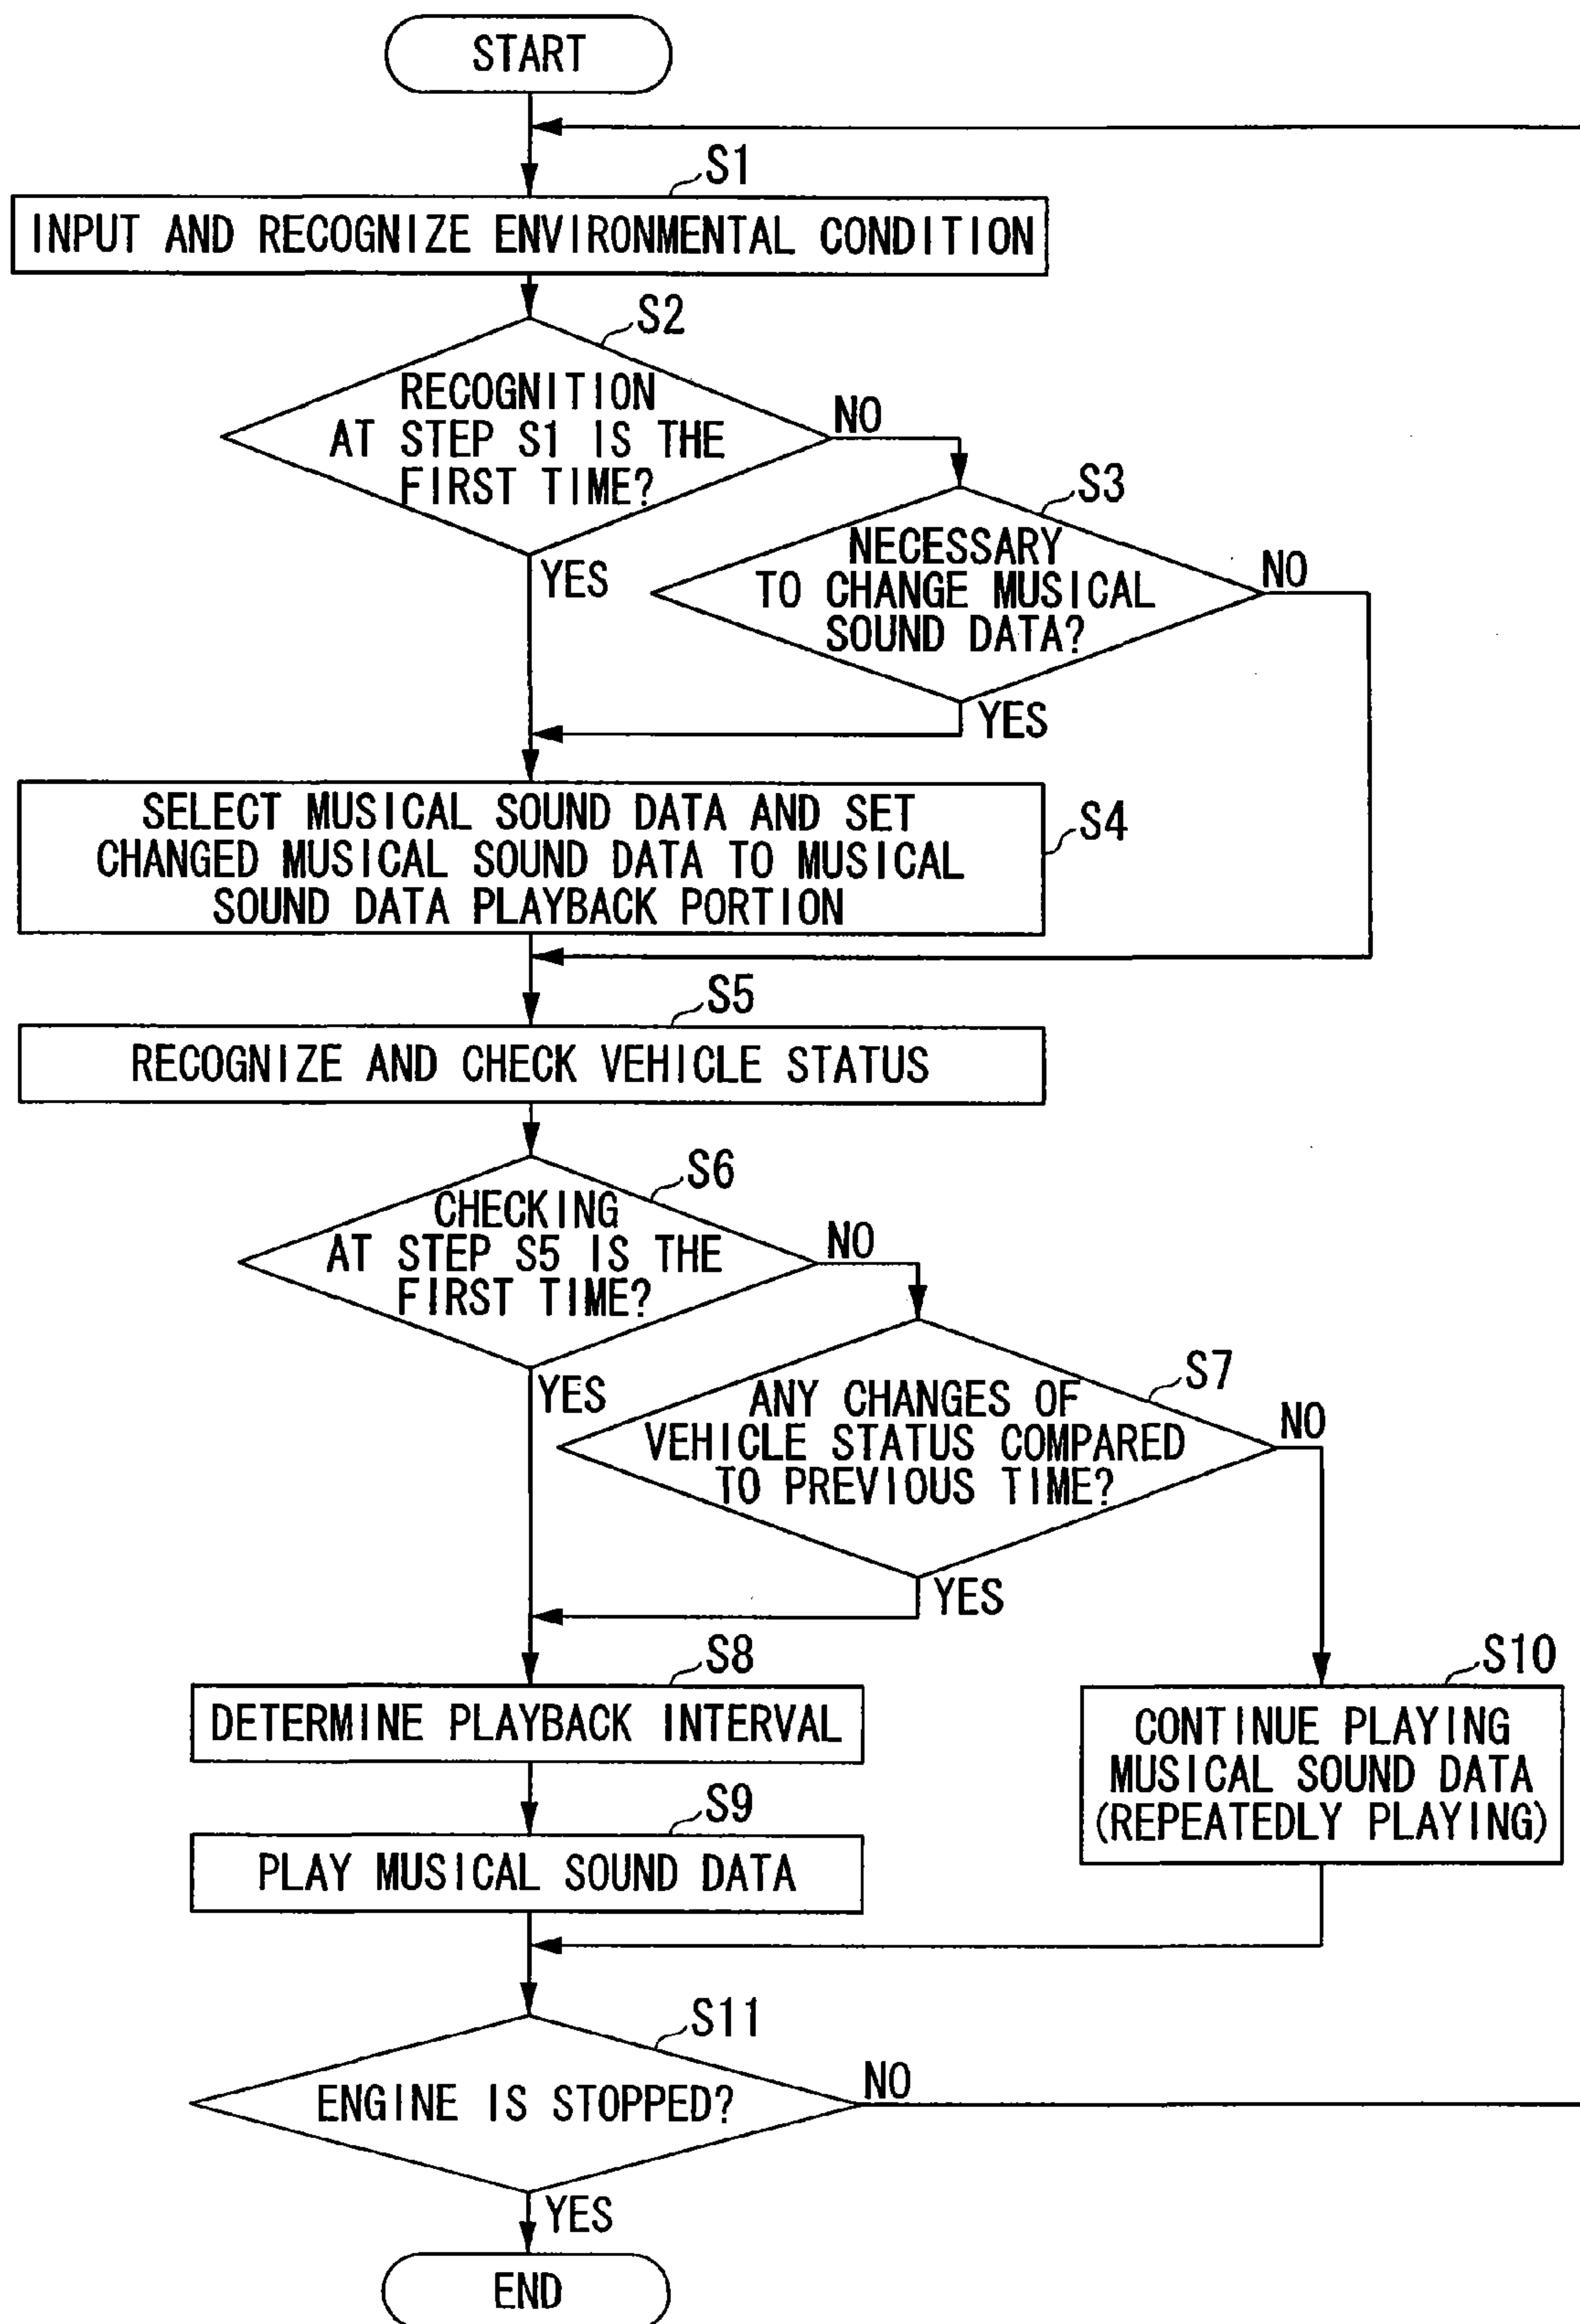 START
S1
INPUT AND RECOGNIZE ENVIRONMENTAL CONDITION
S2
RECOGNITION
AT STEP S1 IS THE
FIRST TIME?
NO
YES
S3
NECESSARY
TO CHANGE MUSICAL
SOUND DATA?
NO
YES
S4
SELECT MUSICAL SOUND DATA AND SET
CHANGED MUSICAL SOUND DATA TO MUSICAL
SOUND DATA PLAYBACK PORTION
S5
RECOGNIZE AND CHECK VEHICLE STATUS
S6
CHECKING
AT STEP S5 IS THE
FIRST TIME?
NO
YES
S7
ANY CHANGES OF
VEHICLE STATUS COMPARED
TO PREVIOUS TIME?
NO
YES
S8
DETERMINE PLAYBACK INTERVAL
S9
PLAY MUSICAL SOUND DATA
S10
CONTINUE PLAYING
MUSICAL SOUND DATA
(REPEATEDLY PLAYING)
S11
ENGINE IS STOPPED?
NO
YES
END